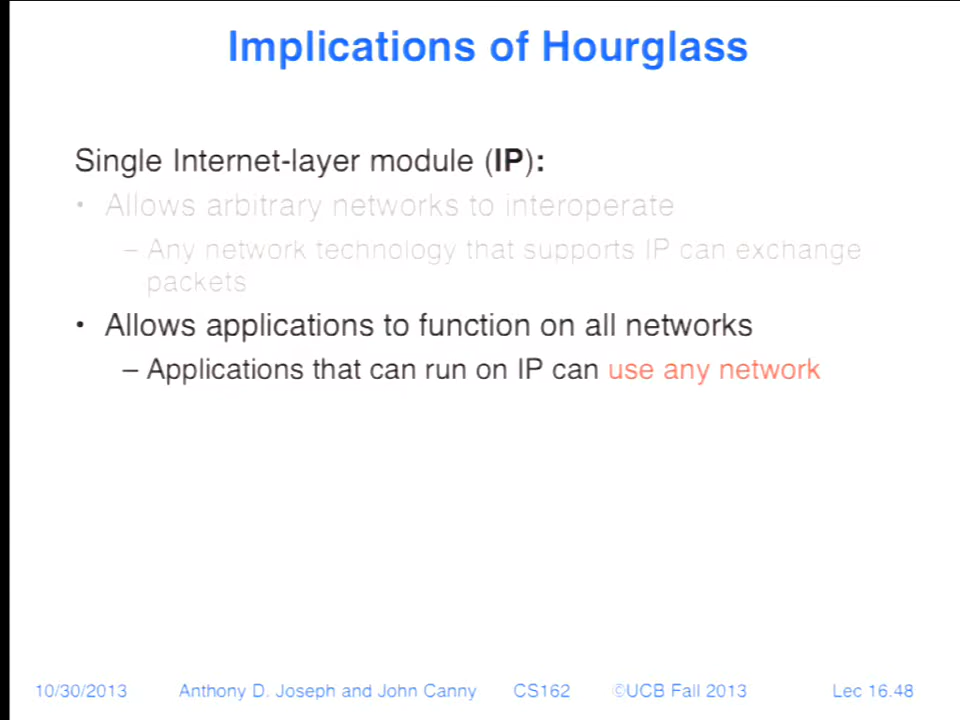 Implications of Hourglass
Single Internet-layer module (IP):
• Allows arbitrary networks to interoperate
– Any network technology that supports IP can exchange
packets
• Allows applications to function on all networks
– Applications that can run on IP can use any network
10/30/2013 Anthony D. Joseph and John Canny CS162 ©UCB Fall 2013 Lec 16.48